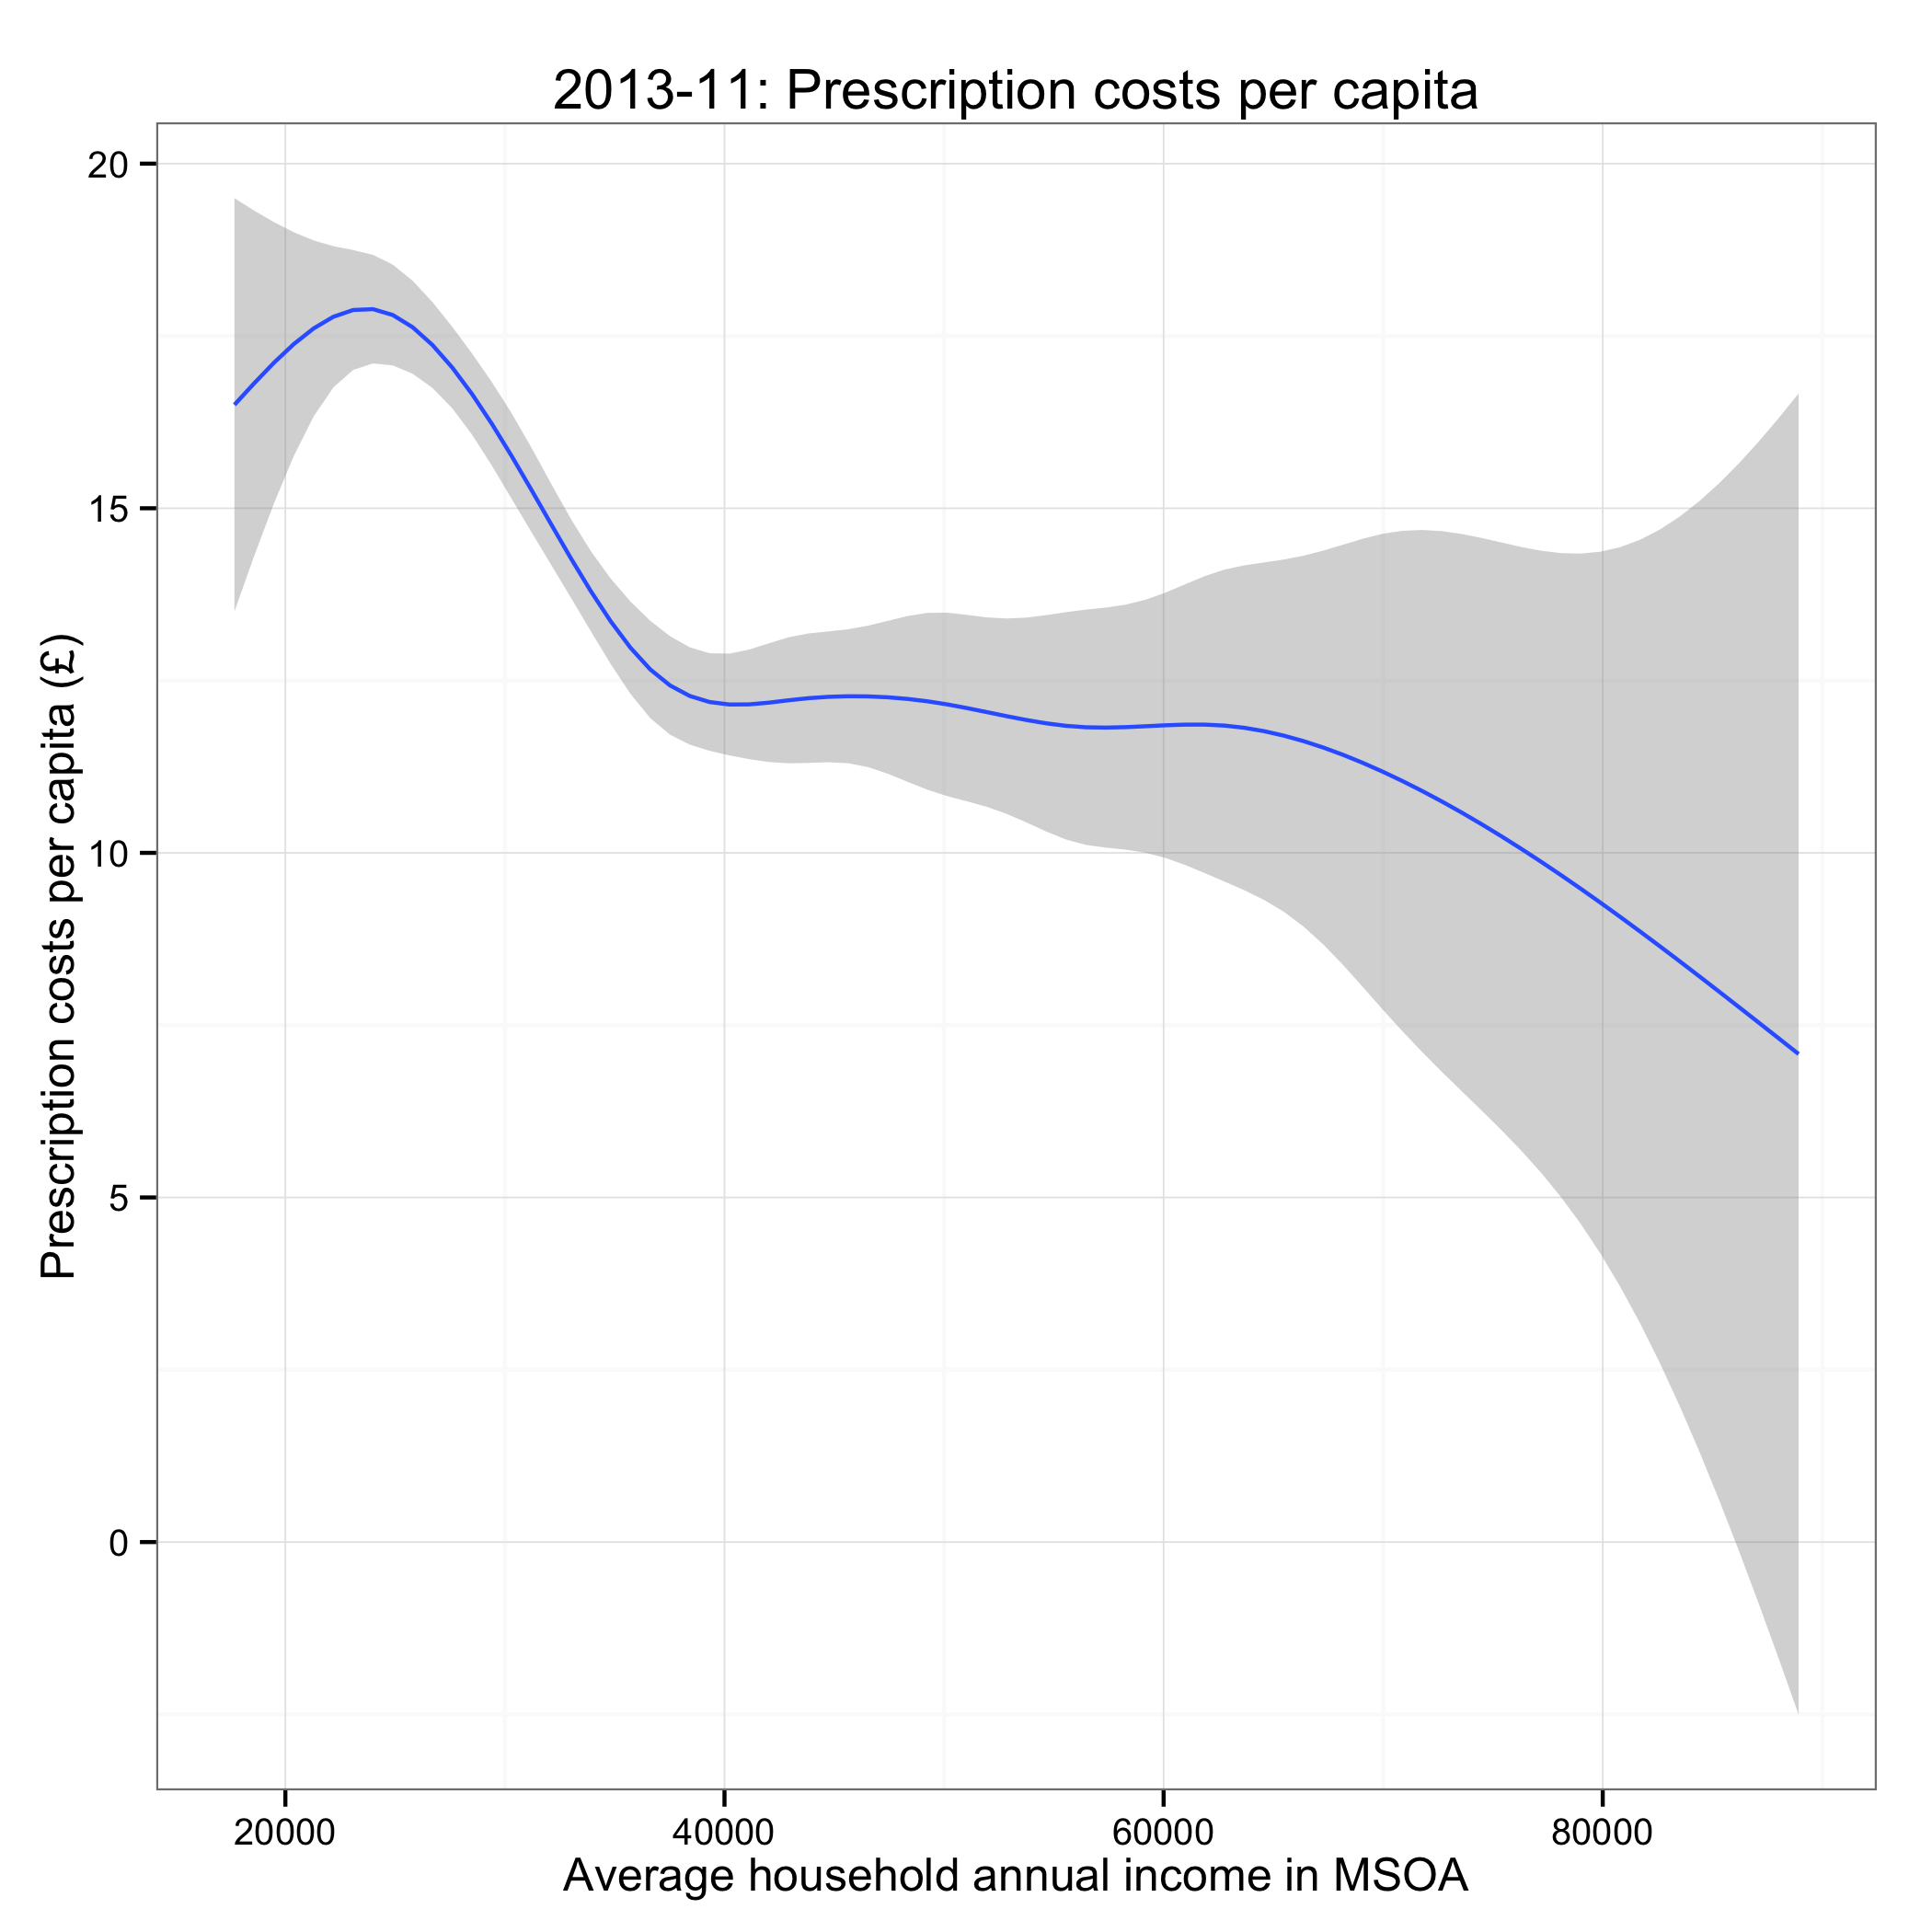 2013-11: Prescription costs per capita
Prescription costs per capita (£)
20
15
10
5
0
20000 40000 60000 80000
Average household annual income in MSOA